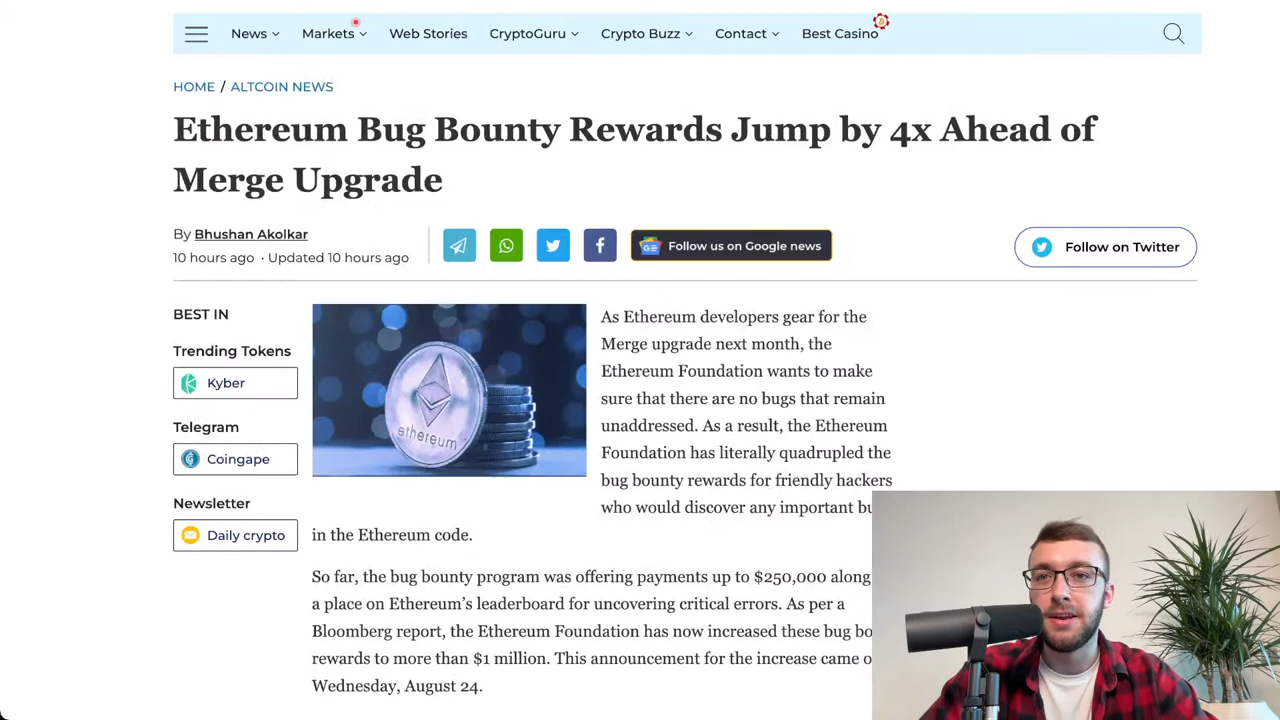 News
Markets
Web Stories
CryptoGuru
Crypto Buzz
Contact
Best Casino
HOME / ALTCOIN NEWS
Ethereum Bug Bounty Rewards Jump by 4x Ahead of
Merge Upgrade
By Bhushan Akolkar
10 hours ago · Updated 10 hours ago
Follow us on Google news
Follow on Twitter
BEST IN
Trending Tokens
Kyber
Telegram
Coingape
Newsletter
Daily crypto
ethereum
As Ethereum developers gear for the
Merge upgrade next month, the
Ethereum Foundation wants to make
sure that there are no bugs that remain
unaddressed. As a result, the Ethereum
Foundation has literally quadrupled the
bug bounty rewards for friendly hackers
who would discover any important
in the Ethereum code.
So far, the bug bounty program was offering payments up to $250,000 along
a place on Ethereum's leaderboard for uncovering critical errors. As per a
Bloomberg report, the Ethereum Foundation has now increased these bug
rewards to more than $1 million. This announcement for the increase came
Wednesday, August 24.